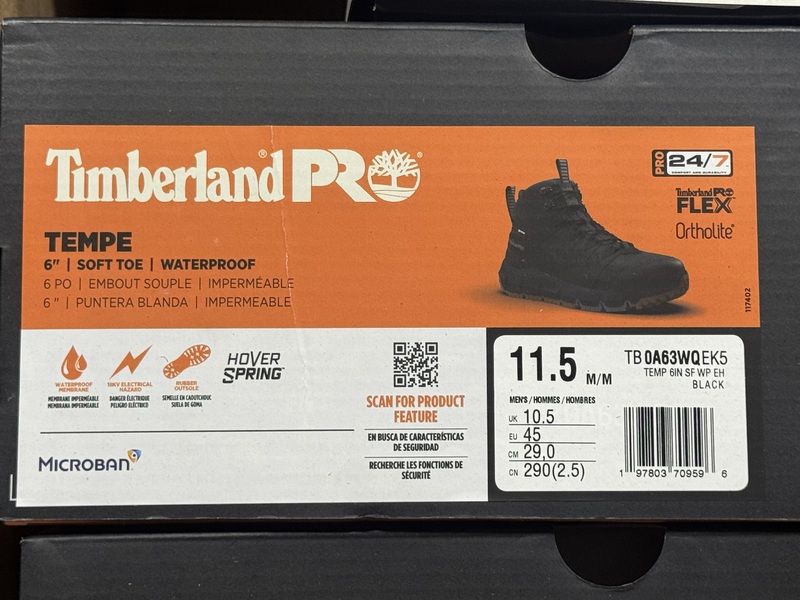 Timberland® PRO®
TEMPE
6" | SOFT TOE | WATERPROOF
6 PO | EMBOUT SOUPLE | IMPERMÉABLE
6 " | PUNTERA BLANDA | IMPERMEABLE
PRO 24/7
COMFORT AND DURABILITY
Timberland PRO
FLEX
Ortholite®
117402
WATERPROOF
MEMBRANE
MEMBRANE IMPERMÉABLE
MEMBRANA IMPERMEABLE
18KV ELECTRICAL
HAZARD
DANGER ÉLECTRIQUE
PELIGRO ELÉCTRICO
RUBBER
OUTSOLE
SEMELLE EN CAOUTCHOUC
SUELA DE GOMA
HOVER
SPRING™
MICROBAN
SCAN FOR PRODUCT
FEATURE
EN BUSCA DE CARACTERÍSTICAS
DE SEGURIDAD
RECHERCHE LES FONCTIONS DE
SÉCURITÉ
11.5 M/M
TB 0A63WQEK5
TEMP 6IN SF WP EH
BLACK
MEN'S / HOMMES / HOMBRES
UK 10.5
EU 45
CM 29,0
CN 290(2.5)
1 97803 70959 6